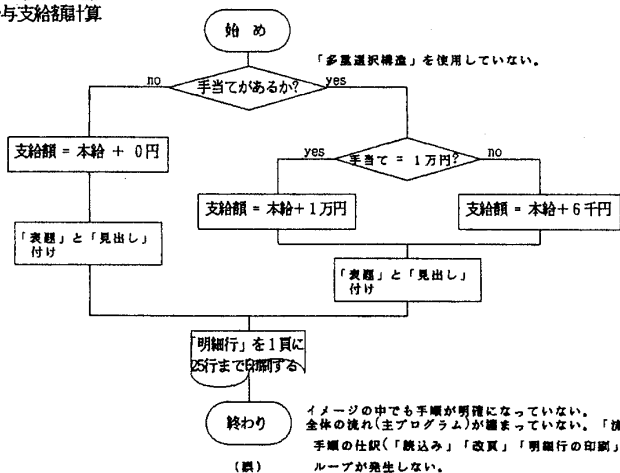 与支給額計算
始 め
「多重選択構造」を使用していない。
no 手当てがあるか? yes
支給額 = 本給 + 0円
yes 手当て = 1万円? no
支給額 = 本給+1万円
支給額 = 本給+6千円
「表題」と「見出し」
付け
「表題」と「見出し」
付け
「明細行」を1頁に
25行まで印刷する
終わり
イメージの中でも手順が明確になっていない。
全体の流れ(主プログラム)が纏まっていない。「流
手順の仕訳(「読込み」「改頁」「明細行の印刷」
(誤) ループが発生しない。